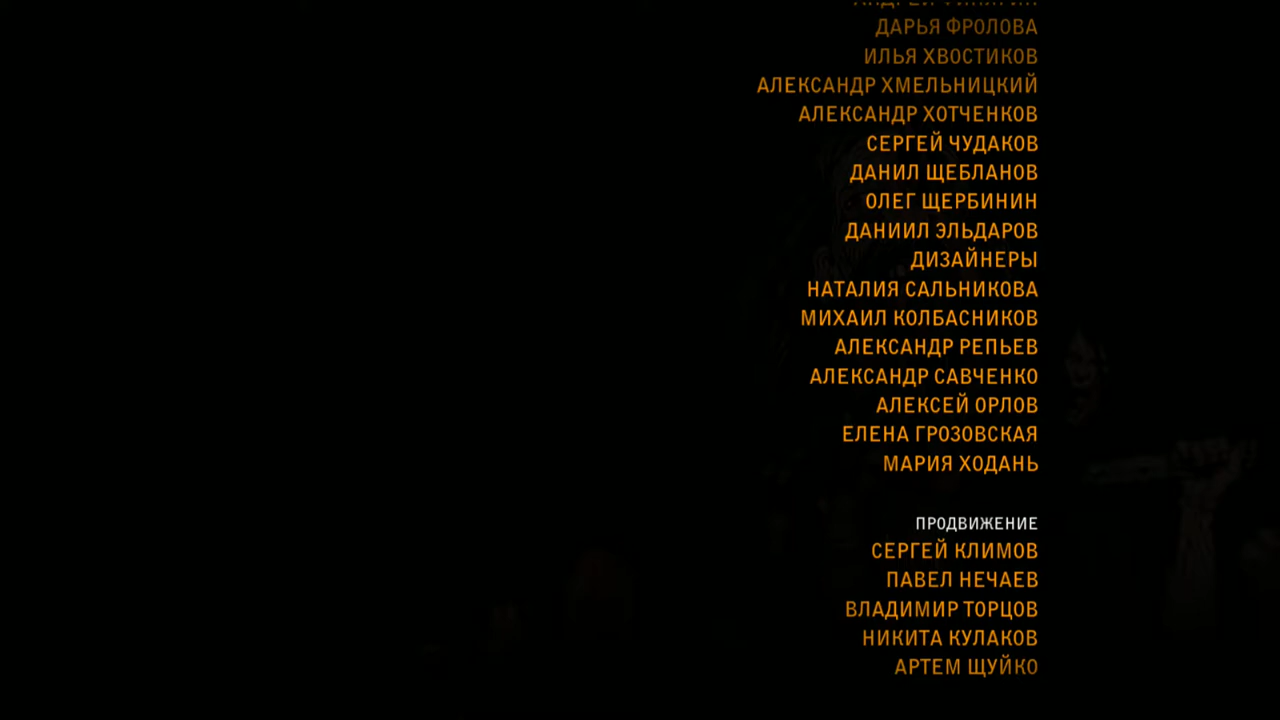 ДАРЬЯ ФРОЛОВА
ИЛЬЯ ХВОСТИКОВ
АЛЕКСАНДР ХМЕЛЬНИЦКИЙ
АЛЕКСАНДР ХОТЧЕНКОВ
СЕРГЕЙ ЧУДАКОВ
ДАНИЛ ЩЕБЛАНОВ
ОЛЕГ ЩЕРБИНИН
ДАНИИЛ ЭЛЬДАРОВ
ДИЗАЙНЕРЫ
НАТАЛИЯ САЛЬНИКОВА
МИХАИЛ КОЛБАСНИКОВ
АЛЕКСАНДР РЕПЬЕВ
АЛЕКСАНДР САВЧЕНКО
АЛЕКСЕЙ ОРЛОВ
ЕЛЕНА ГРОЗОВСКАЯ
МАРИЯ ХОДАНЬ
ПРОДВИЖЕНИЕ
СЕРГЕЙ КЛИМОВ
ПАВЕЛ НЕЧАЕВ
ВЛАДИМИР ТОРЦОВ
НИКИТА КУЛАКОВ
АРТЕМ ЩУЙКО